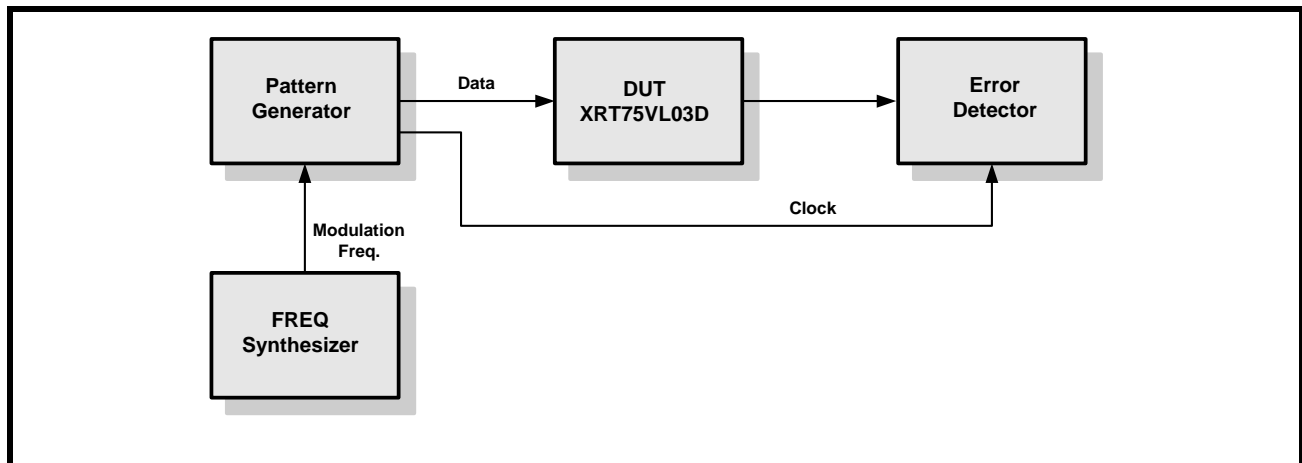 Pattern
Generator
Data
DUT
XRT75VL03D
Error
Detector
Clock
Modulation
Freq.
FREQ
Synthesizer